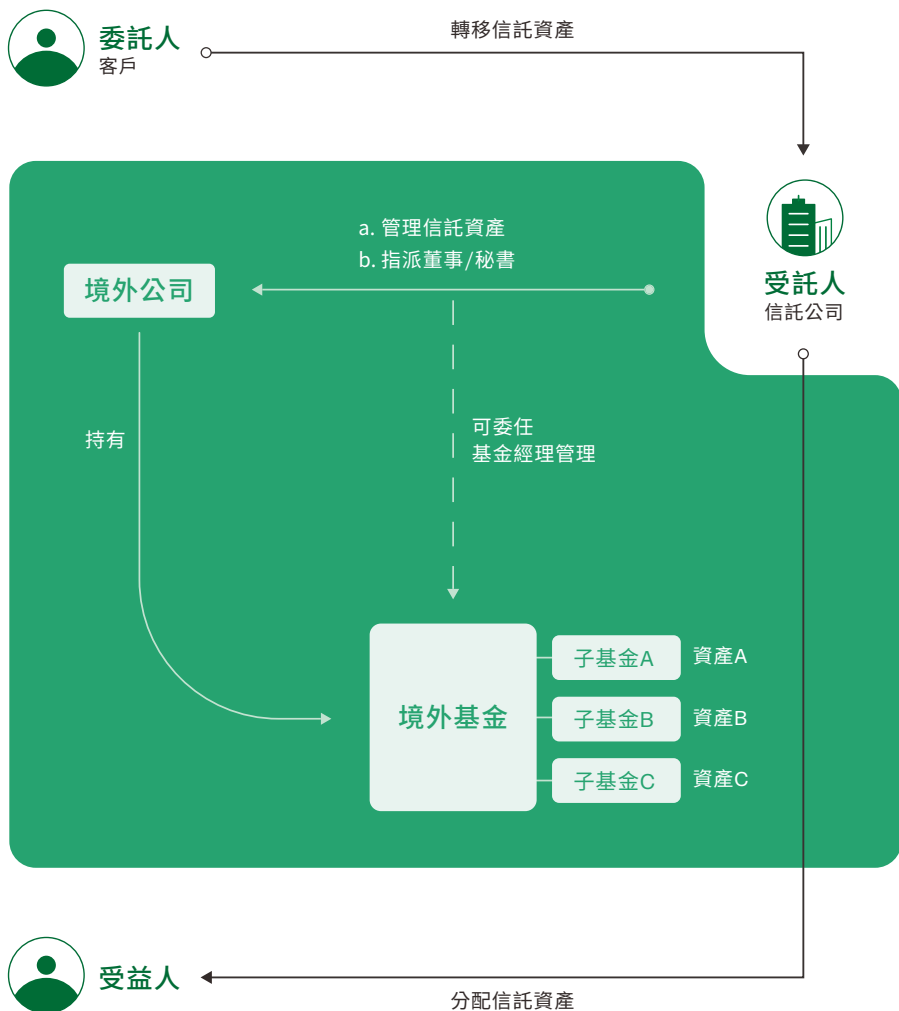 委託人
客戶
轉移信託資產
受託人
信託公司
a. 管理信託資產
b. 指派董事/秘書
境外公司
持有
可委任
基金經理管理
境外基金
子基金A
資產A
子基金B
資產B
子基金C
資產C
受益人
分配信託資產